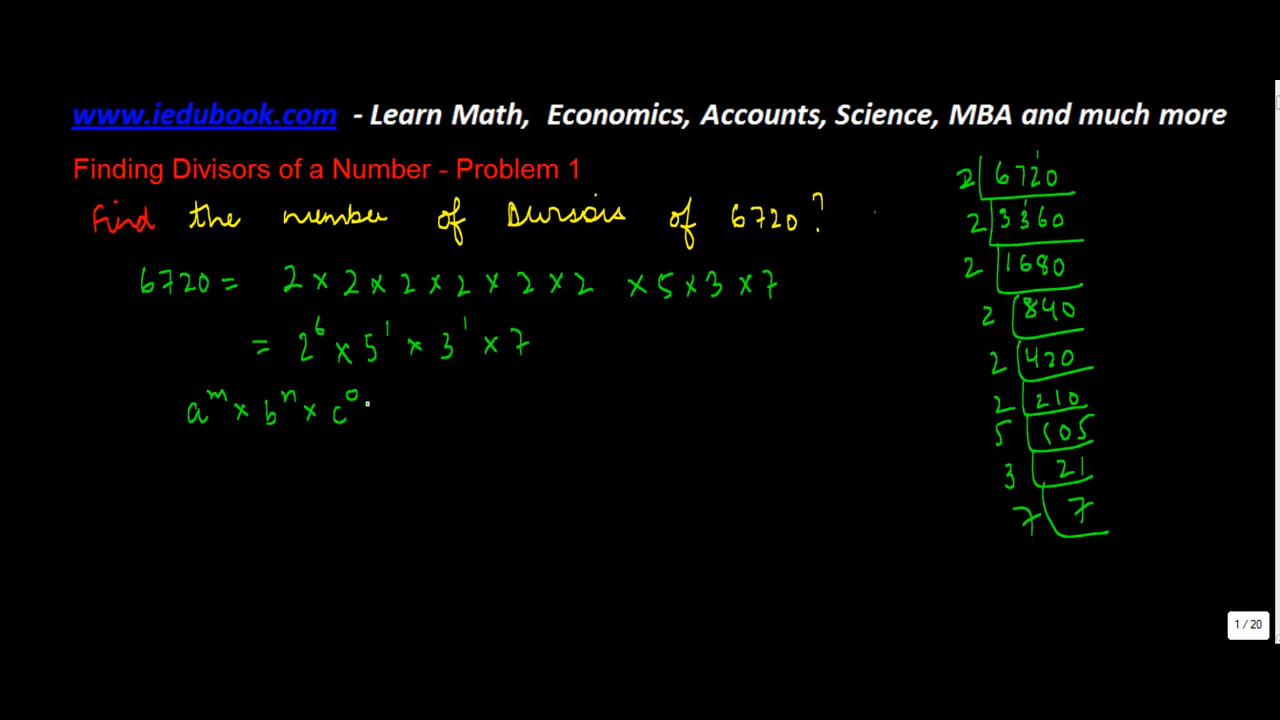 www.iedubook.com - Learn Math, Economics, Accounts, Science, MBA and much more
Finding Divisors of a Number - Problem 1
Find the number of Divisors of 6720?
6720 = 2 × 2 × 2 × 2 × 2 × 2 × 5 × 3 × 7
= 2^6 × 5^1 × 3^1 × 7
a^m × b^n × c^o
2 | 6720
2 | 3360
2 | 1680
2 | 840
2 | 420
2 | 210
5 | 105
3 | 21
7 | 7
1 / 20